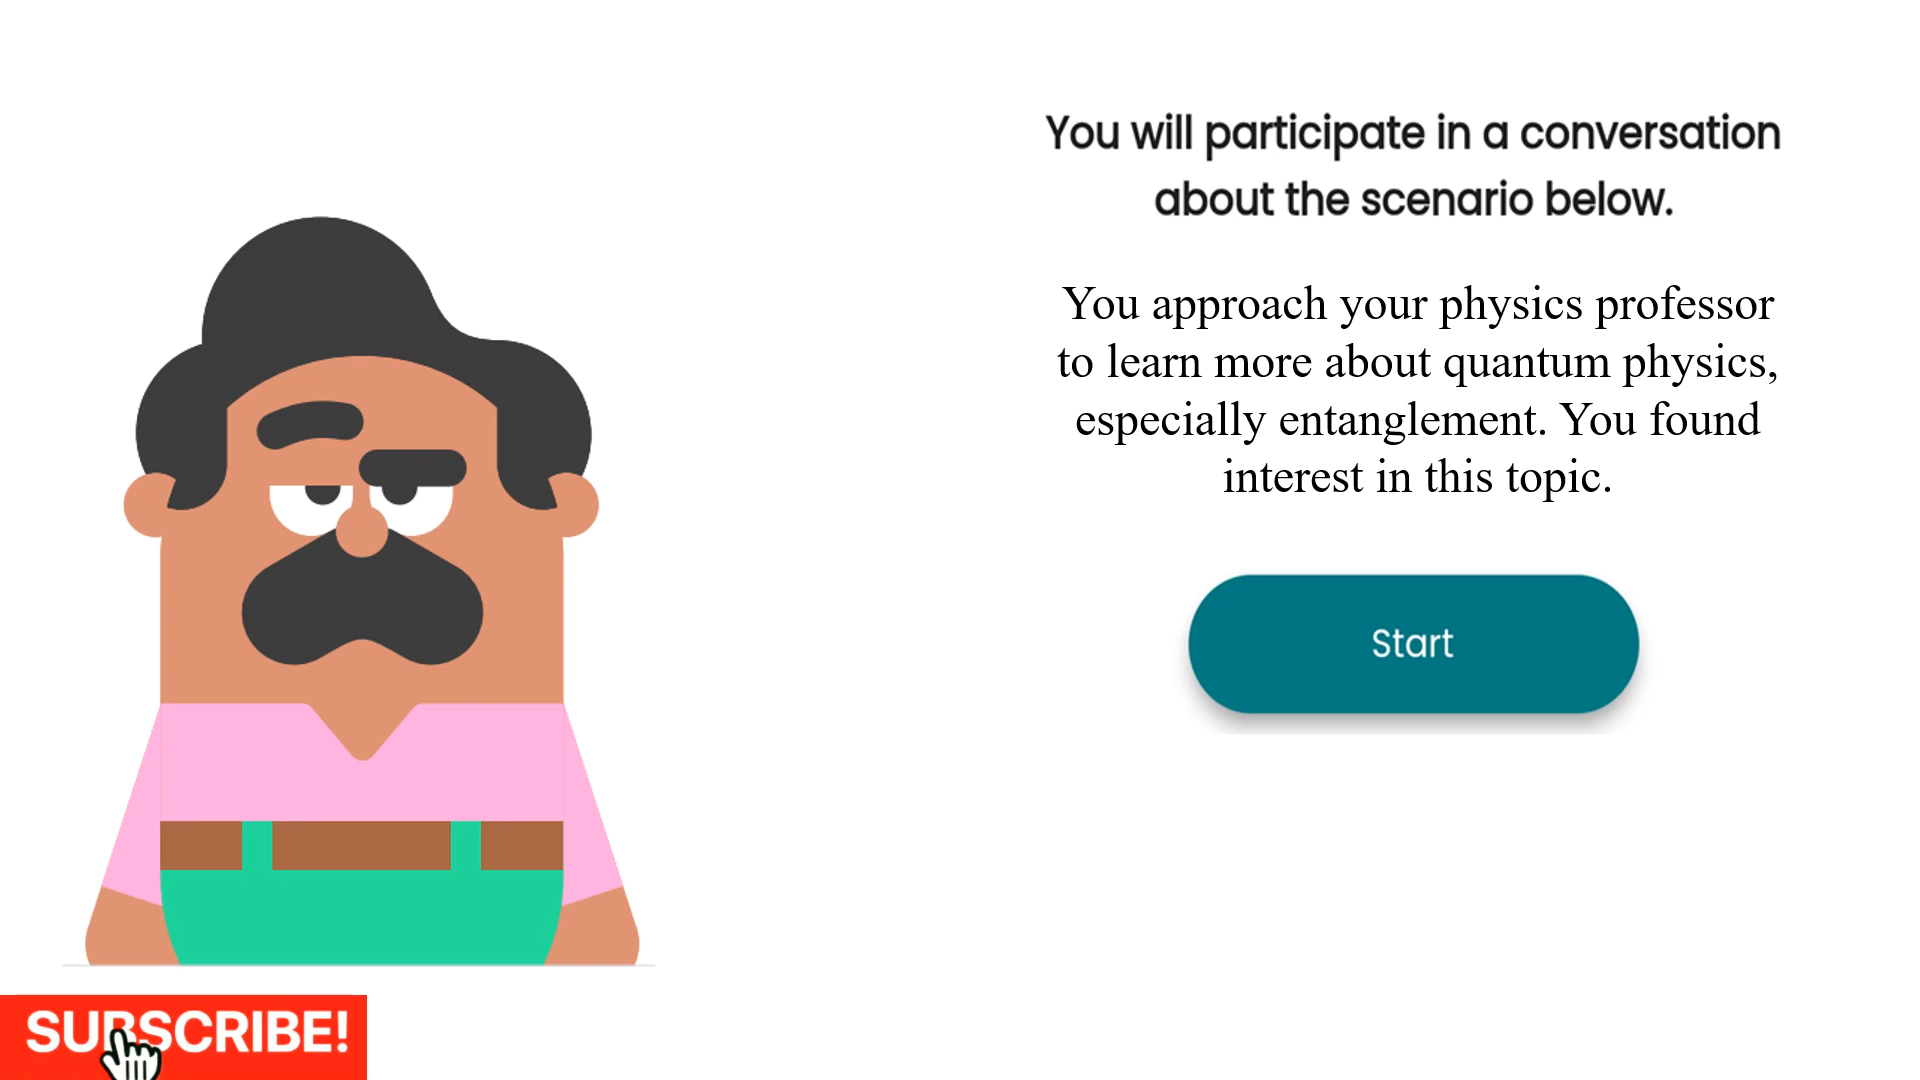 You will participate in a conversation
about the scenario below.
You approach your physics professor
to learn more about quantum physics,
especially entanglement. You found
interest in this topic.
Start
SUBSCRIBE!